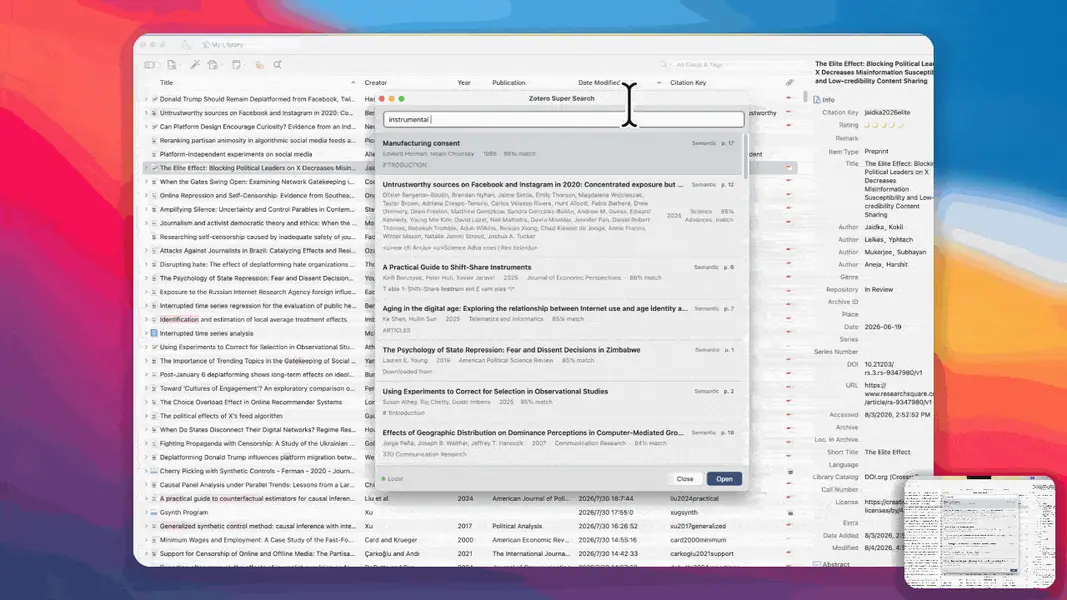 My Library
All Fields & Tags
Title
Creator
Year
Publication
Date Modified
Citation Key
Donald Trump Should Remain Deplatformed from Facebook, Twi...
Untrustworthy sources on Facebook and Instagram in 2020: Co...
Can Platform Design Encourage Curiosity? Evidence from an Ind...
Reranking partisan animosity in algorithmic social media feeds a...
Platform-independent experiments on social media
The Elite Effect: Blocking Political Leaders on X Decreases Misin...
When the Gates Swing Open: Examining Network Gatekeeping i...
Online Repression and Self-Censorship: Evidence from Southea...
Amplifying Silence: Uncertainty and Control Parables in Contem...
Journalism and activist democratic theory and ethics: When the ...
Researching self-censorship caused by inadequate safety of jou...
Attacks Against Journalists in Brazil: Catalyzing Effects and Resi...
Disrupting hate: The effect of deplatforming hate organizations ...
The Psychology of State Repression: Fear and Dissent Decision...
Exposure to the Russian Internet Research Agency foreign influe...
Interrupted time series regression for the evaluation of public he...
Identification and estimation of local average treatment effects
Interrupted time series analysis
Using Experiments to Correct for Selection in Observational Stu...
The Importance of Trending Topics in the Gatekeeping of Social ...
Post-January 6 deplatforming shows long-term effects on ideol...
Toward 'Cultures of Engagement'? An exploratory comparison o...
The Choice Overload Effect in Online Recommender Systems
The political effects of X's feed algorithm
When Do States Disconnect Their Digital Networks? Regime Res...
Fighting Propaganda with Censorship: A Study of the Ukrainian ...
Deplatforming Donald Trump influences platform migration betw...
Cherry Picking with Synthetic Controls - Ferman - 2020 - Journ...
Causal Panel Analysis under Parallel Trends: Lessons from a Lar...
A practical guide to counterfactual estimators for causal inferen...
Liu et al.
2024
American Journal of Poli...
2026/7/30 18:7:44
liu2024practical
Gsynth Program
Xu
2026/7/30 17:55:0
xugsynth
Generalized synthetic control method: causal inference with inte...
Xu
2017
Political Analysis
2026/7/30 16:26:52
xu2017generalized
Minimum Wages and Employment: A Case Study of the Fast-Fo...
Card and Krueger
2000
American Economic Rev...
2026/7/30 14:55:16
card2000minimum
Support for Censorship of Online and Offline Media: The Partisa...
Çarkoğlu and Andı
2021
The International Journa...
2026/7/30 14:42:33
carkoglu2021support
Zotero Super Search
instrumental
Manufacturing consent
Semantic p. 17
Edward Herman, Noam Chomsky 1988 86% match
Untrustworthy sources on Facebook and Instagram in 2020: Concentrated exposure but ...
Semantic p. 12
2026 Science Advances 85% match
A Practical Guide to Shift-Share Instruments
Semantic p. 6
Kirill Borusyak, Peter Hull, Xavier Jaravel 2025 Journal of Economic Perspectives 86% match
Aging in the digital age: Exploring the relationship between Internet use and age identity a...
Semantic p. 7
2025 Telematics and Informatics 85% match
ARTICLES
The Psychology of State Repression: Fear and Dissent Decisions in Zimbabwe
Semantic p. 1
Lauren E. Young 2019 American Political Science Review 85% match
Downloaded from
Using Experiments to Correct for Selection in Observational Studies
Semantic p. 2
Susan Athey, Raj Chetty, Guido Imbens 2025 85% match
# 1Introduction
Effects of Geographic Distribution on Dominance Perceptions in Computer-Mediated Gro...
Semantic p. 18
Jorge Peña, Joseph B. Walther, Jeffrey T. Hancock 2007 Communication Research 84% match
330 Communication Research
Local
Close
Open
The Elite Effect: Blocking Political Lea
X Decreases Misinformation Suscepti
and Low-credibility Content Sharing
Info
Citation Key jaidka2026elite
Rating
Remark
Item Type Preprint
Title The Elite Effect: Blocking Political Leaders on X Decreases Misinformation Susceptibility and Low-credibility Content Sharing
Author Jaidka, Kokil
Author Lelkes, Yphtach
Author Mukerjee, Subhayan
Author Aneja, Harshit
Genre
Repository In Review
Archive ID
Place
Date 2026-06-19
Series
Series Number
DOI 10.21203/
rs.3.rs-9347980/v1
URL https://
www.researchsquare.c
/article/rs-9347980/v1
Accessed 8/3/2026, 2:52:52 PM
Archive
Loc. in Archive
Call Number
Short Title The Elite Effect
Language
Library Catalog DOI.org (Crossr
License https://creati
Extra
Date Added 8/3/2026, 2:5
Modified 8/4/2026, 4:
Abstract